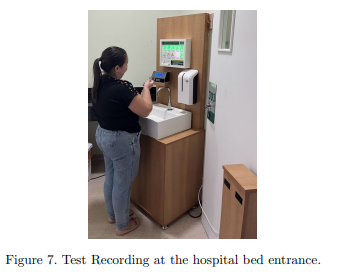 Figure 7. Test Recording at the hospital bed entrance.